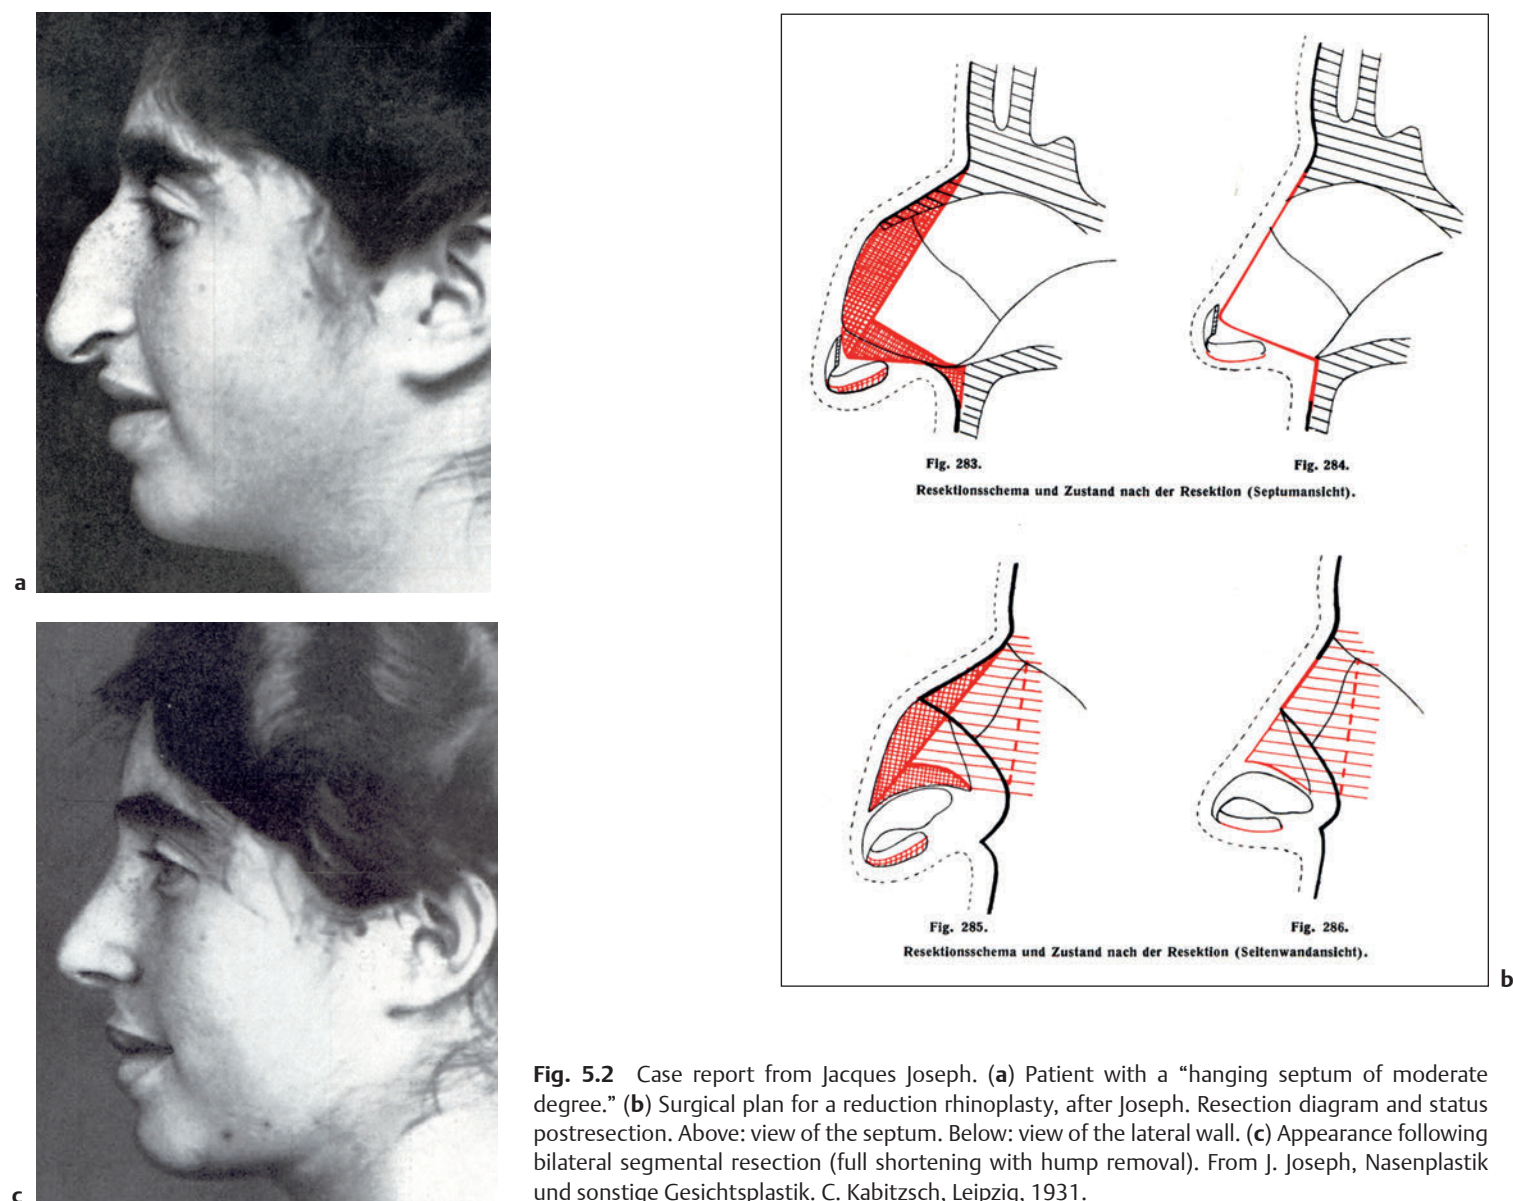 a
Fig. 283.
Fig. 284.
Resektionsschema und Zustand nach der Resektion (Septumansicht).
Fig. 285.
Fig. 286.
Resektionsschema und Zustand nach der Resektion (Seitenwandansicht).
b
c
Fig. 5.2 Case report from Jacques Joseph. (a) Patient with a “hanging septum of moderate
degree.” (b) Surgical plan for a reduction rhinoplasty, after Joseph. Resection diagram and status
postresection. Above: view of the septum. Below: view of the lateral wall. (c) Appearance following
bilateral segmental resection (full shortening with hump removal). From J. Joseph, Nasenplastik
und sonstige Gesichtsplastik. C. Kabitzsch, Leipzig, 1931.